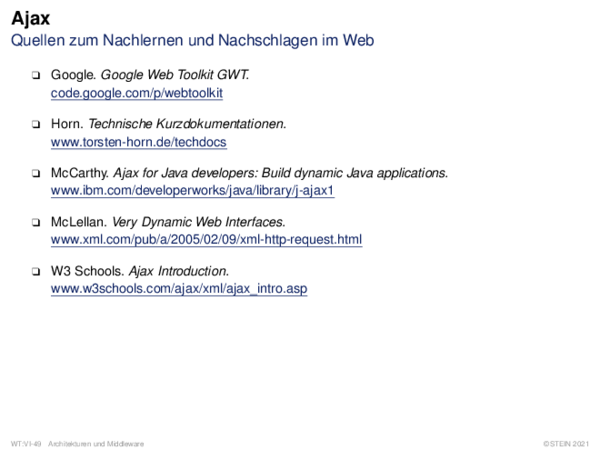 Ajax
Quellen zum Nachlernen und Nachschlagen im Web
❏ Google. Google Web Toolkit GWT.
code.google.com/p/webtoolkit
❏ Horn. Technische Kurzdokumentationen.
www.torsten-horn.de/techdocs
❏ McCarthy. Ajax for Java developers: Build dynamic Java applications.
www.ibm.com/developerworks/java/library/j-ajax1
❏ McLellan. Very Dynamic Web Interfaces.
www.xml.com/pub/a/2005/02/09/xml-http-request.html
❏ W3 Schools. Ajax Introduction.
www.w3schools.com/ajax/xml/ajax_intro.asp
WT:VI-49 Architekturen und Middleware
©STEIN 2021